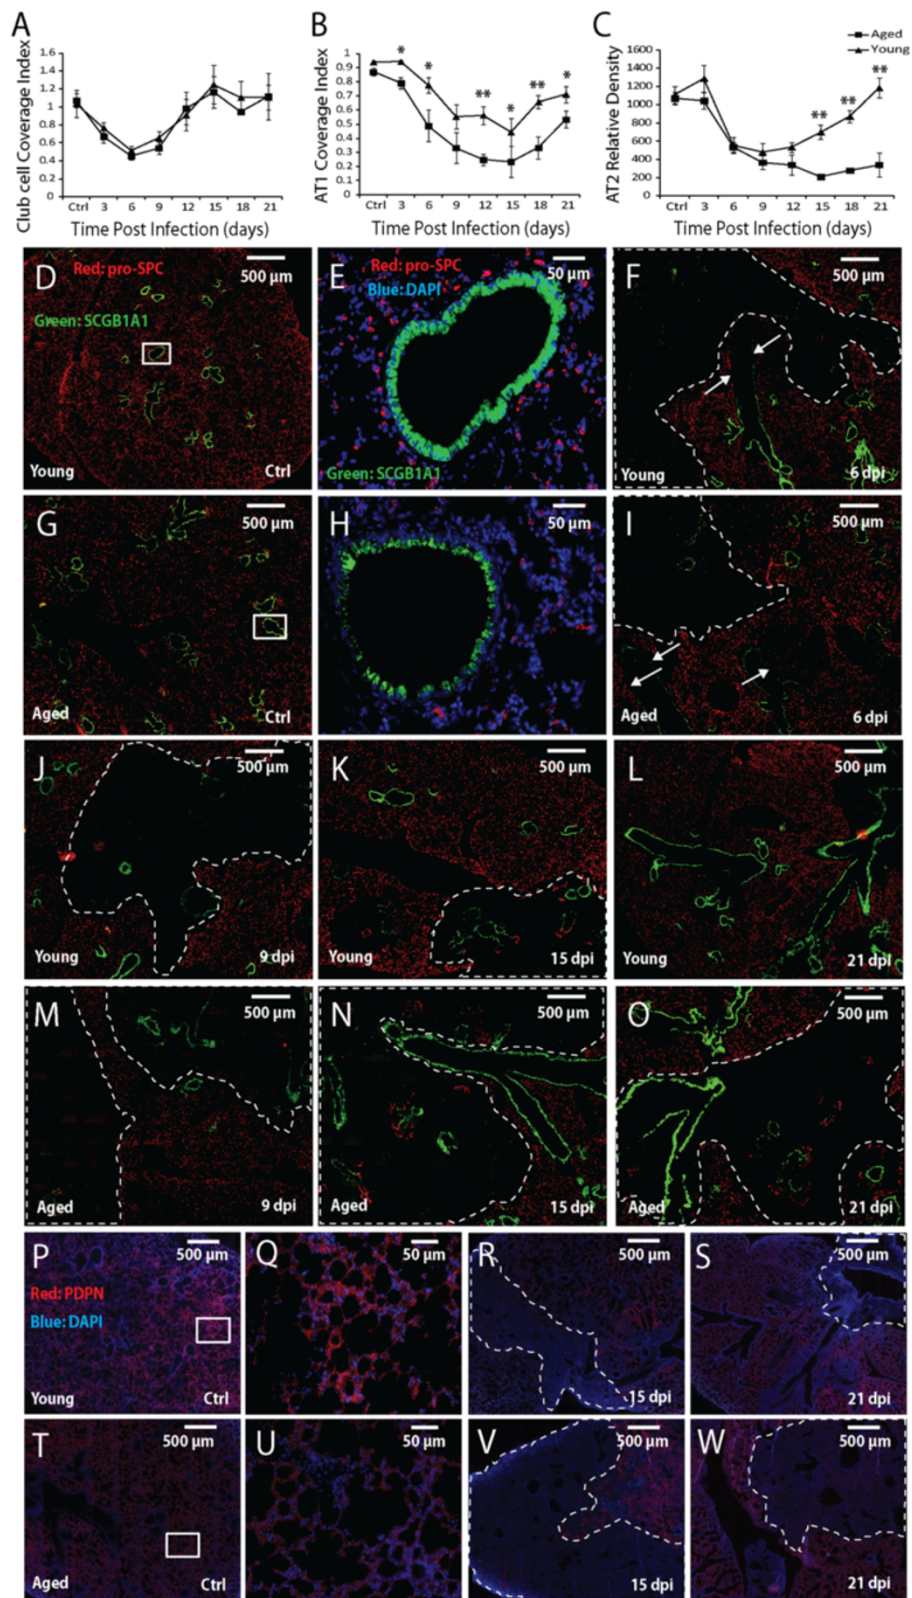 A
Club cell Coverage Index
1.6
1.4
1.2
1
0.8
0.6
0.4
0.2
0
Ctrl 3 6 9 12 15 18 21
Time Post Infection (days)
B
AT1 Coverage Index
1
0.9
0.8
0.7
0.6
0.5
0.4
0.3
0.2
0.1
0
* * ** * ** *
Ctrl 3 6 9 12 15 18 21
Time Post Infection (days)
C
Aged
Young
AT2 Relative Density
1600
1400
1200
1000
800
600
400
200
0
** ** **
Ctrl 3 6 9 12 15 18 21
Time Post Infection (days)
D
500 µm
Red: pro-SPC
Green: SCGB1A1
Young Ctrl
E
50 µm
Red: pro-SPC
Blue: DAPI
Green: SCGB1A1
F
500 µm
Young 6 dpi
G
500 µm
Aged Ctrl
H
50 µm
I
500 µm
Aged 6 dpi
J
500 µm
Young 9 dpi
K
500 µm
Young 15 dpi
L
500 µm
Young 21 dpi
M
500 µm
Aged 9 dpi
N
500 µm
Aged 15 dpi
O
500 µm
Aged 21 dpi
P
500 µm
Red: PDPN
Blue: DAPI
Young Ctrl
Q
50 µm
R
500 µm
15 dpi
S
500 µm
21 dpi
T
500 µm
Aged Ctrl
U
50 µm
V
500 µm
15 dpi
W
500 µm
21 dpi